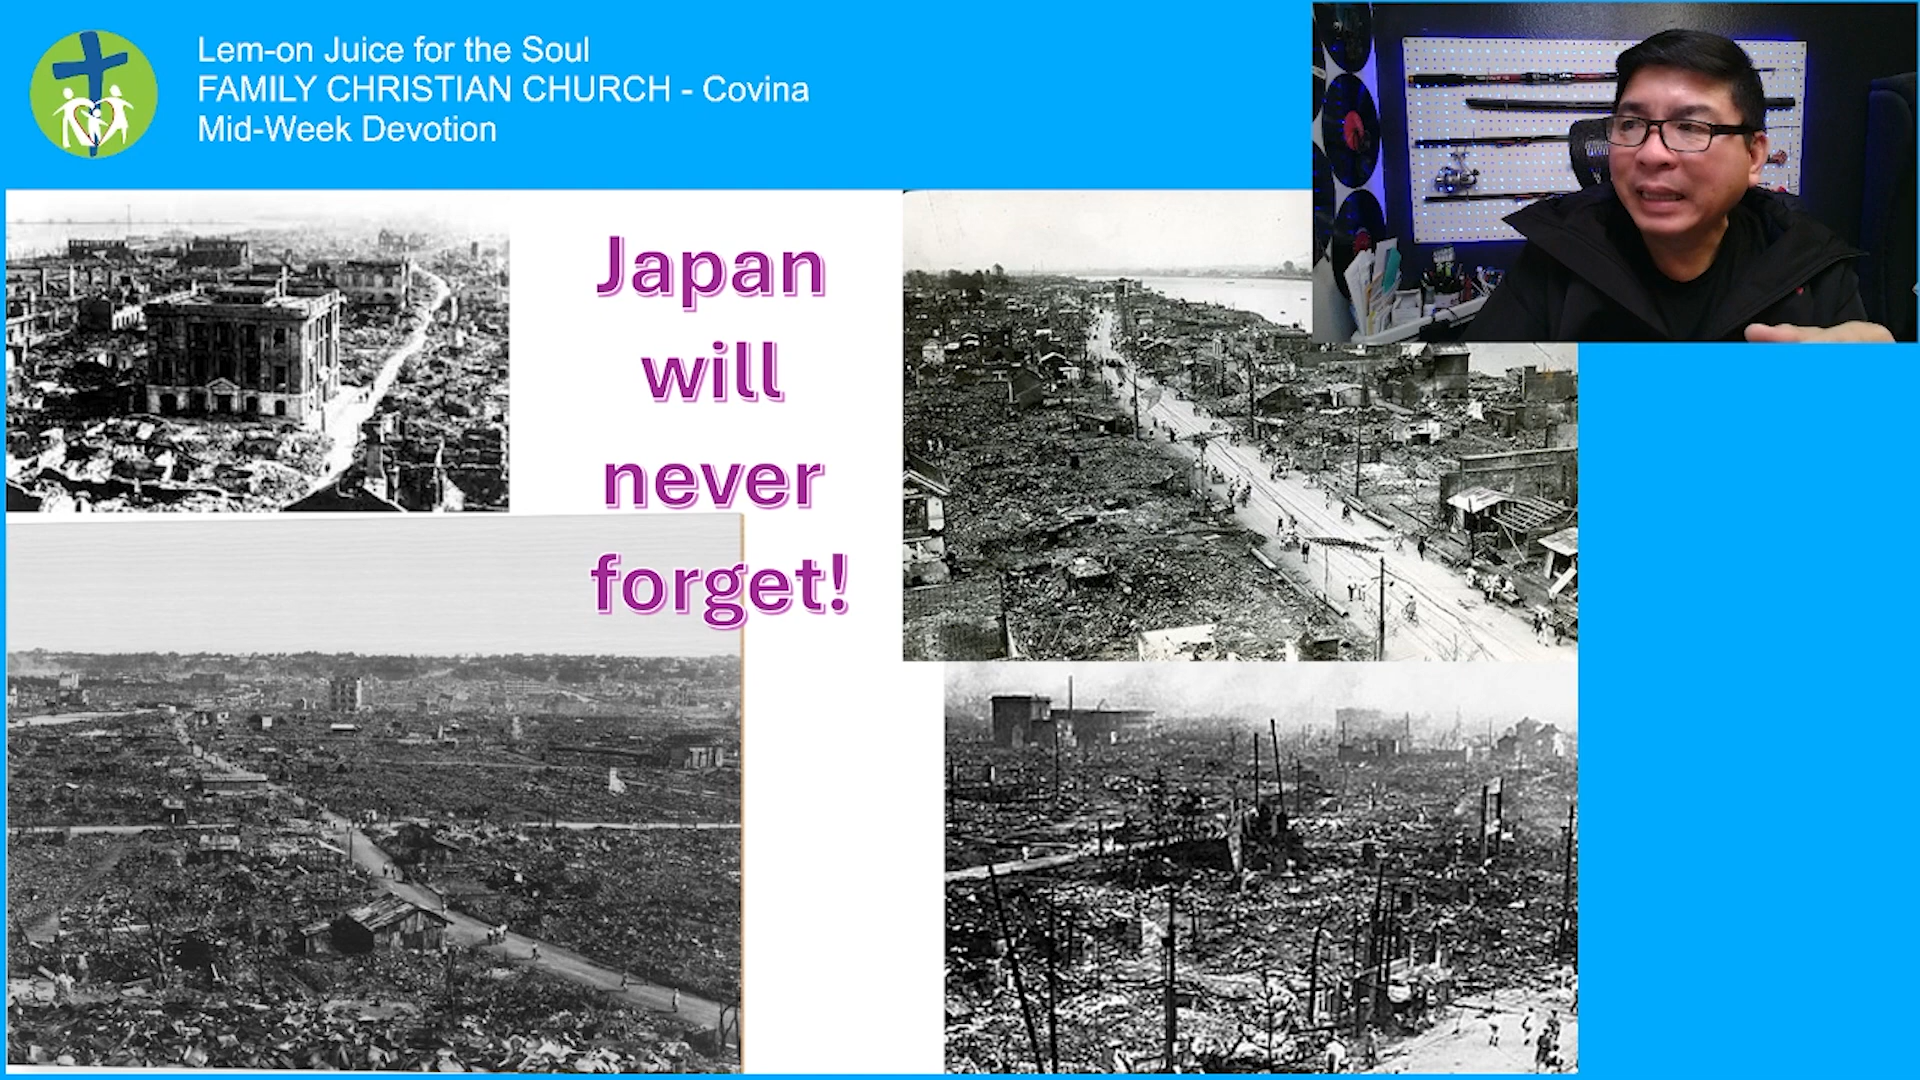 Lem-on Juice for the Soul
FAMILY CHRISTIAN CHURCH - Covina
Mid-Week Devotion
Japan
will
never
forget!